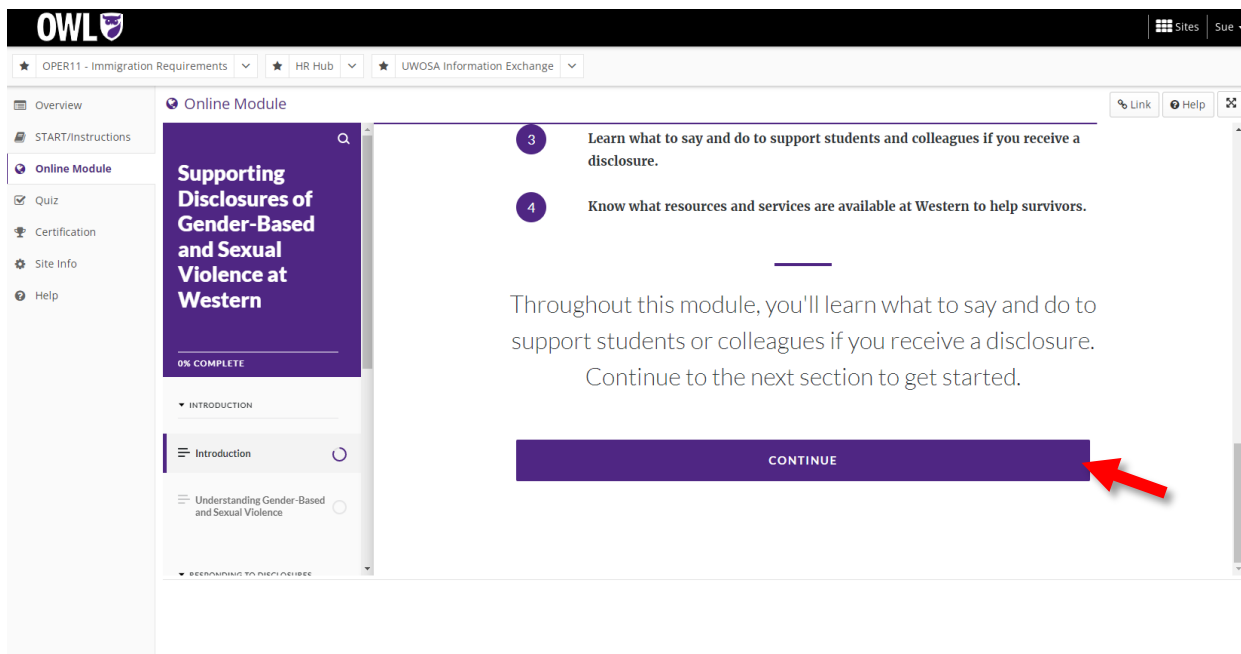 OWL
Sites
Sue
OPER11 - Immigration Requirements
HR Hub
UWOSA Information Exchange
Overview
START/Instructions
Online Module
Quiz
Certification
Site Info
Help
Online Module
Link
Help
Supporting
Disclosures of
Gender-Based
and Sexual
Violence at
Western
0% COMPLETE
INTRODUCTION
Introduction
Understanding Gender-Based
and Sexual Violence
RESPONDING TO DISCLOSURES
3
Learn what to say and do to support students and colleagues if you receive a
disclosure.
4
Know what resources and services are available at Western to help survivors.
Throughout this module, you'll learn what to say and do to
support students or colleagues if you receive a disclosure.
Continue to the next section to get started.
CONTINUE